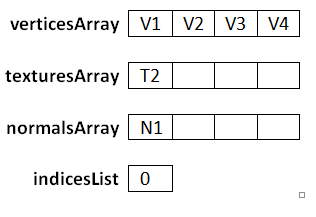 verticesArray V1 V2 V3 V4
texturesArray T2
normalsArray N1
indicesList 0